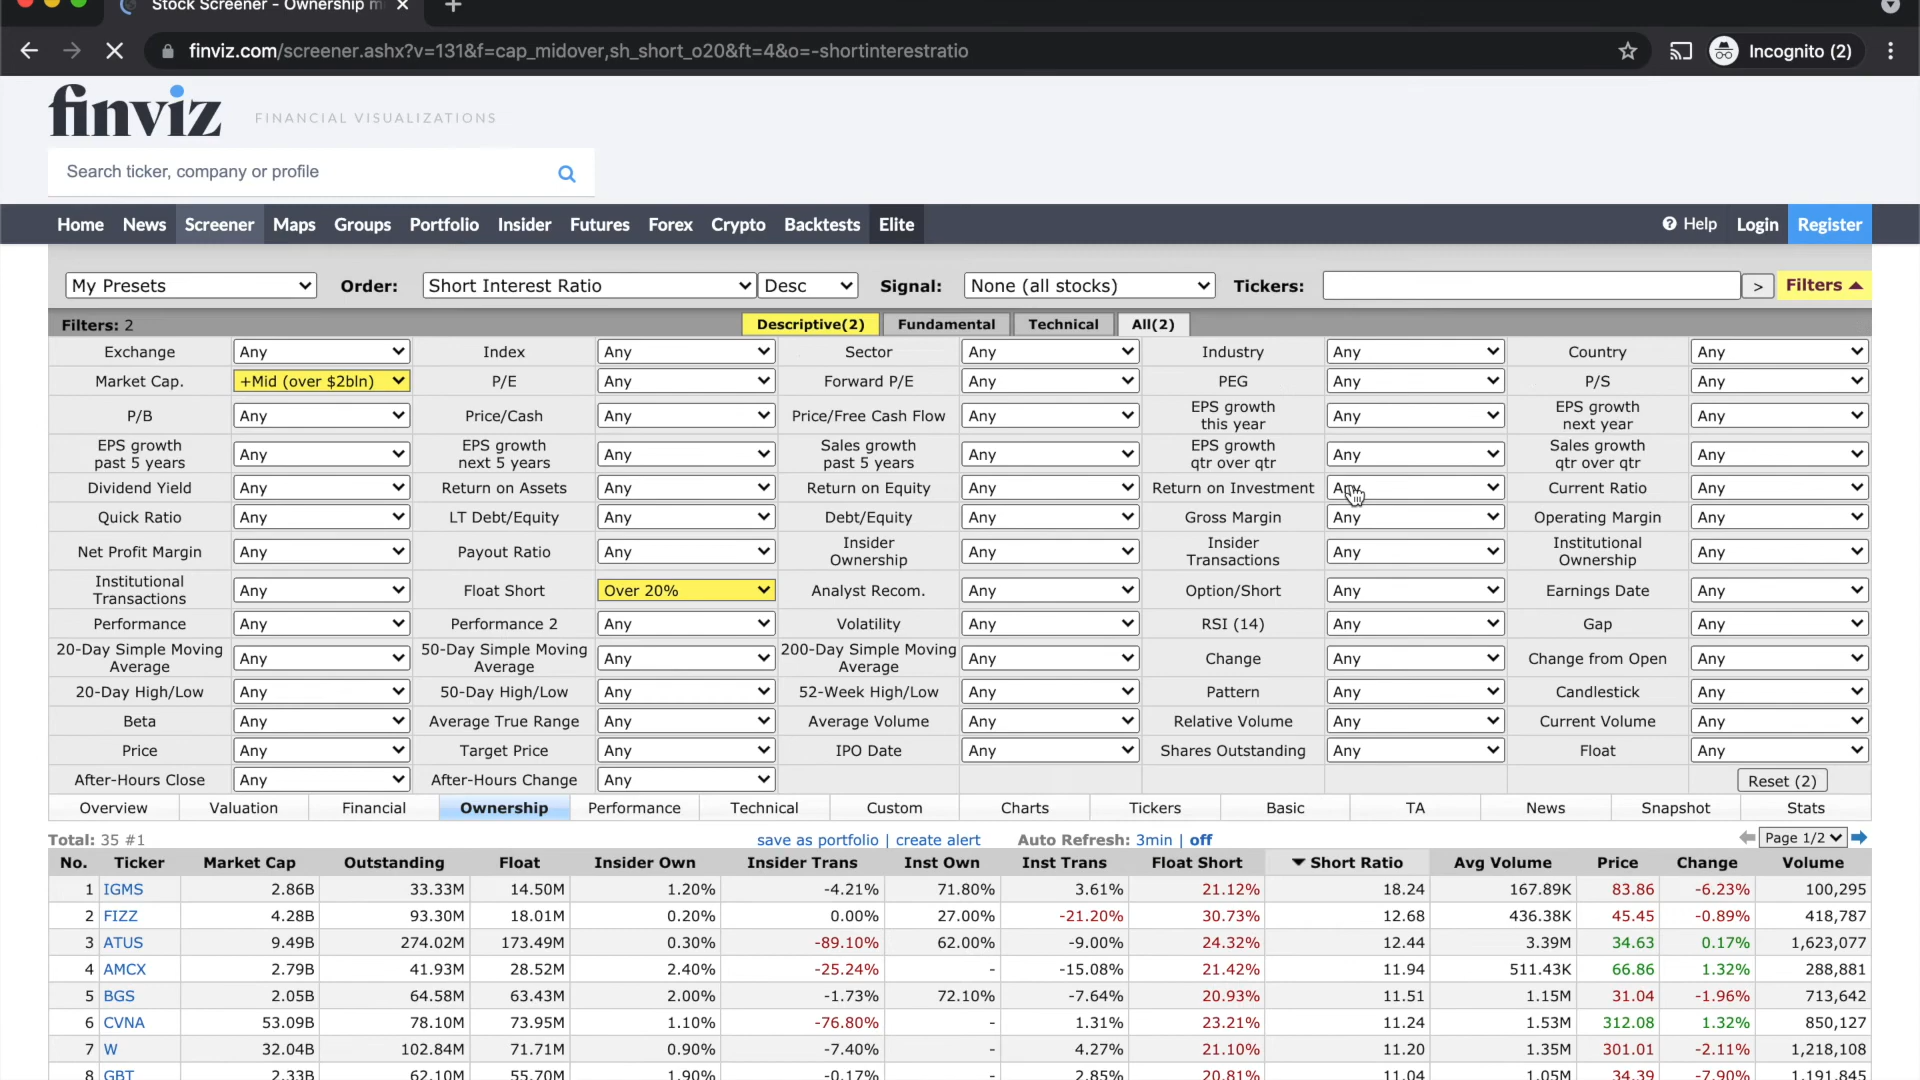 Stock Screener - Ownership m
finviz.com/screener.ashx?v=131&f=cap_midover,sh_short_o20&ft=4&o=-shortinterestratio
Incognito (2)
finviz FINANCIAL VISUALIZATIONS
Search ticker, company or profile
Home News Screener Maps Groups Portfolio Insider Futures Forex Crypto Backtests Elite Help Login Register
My Presets Order: Short Interest Ratio Desc Signal: None (all stocks) Tickers: > Filters
Filters: 2 Descriptive(2) Fundamental Technical All(2)
Exchange Any Index Any Sector Any Industry Any Country Any
Market Cap. +Mid (over $2bln) P/E Any Forward P/E Any PEG Any P/S Any
P/B Any Price/Cash Any Price/Free Cash Flow Any EPS growth this year Any EPS growth next year Any
EPS growth past 5 years Any EPS growth next 5 years Any Sales growth past 5 years Any EPS growth qtr over qtr Any Sales growth qtr over qtr Any
Dividend Yield Any Return on Assets Any Return on Equity Any Return on Investment Any Current Ratio Any
Quick Ratio Any LT Debt/Equity Any Debt/Equity Any Gross Margin Any Operating Margin Any
Net Profit Margin Any Payout Ratio Any Insider Ownership Any Insider Transactions Any Institutional Ownership Any
Institutional Transactions Any Float Short Over 20% Analyst Recom. Any Option/Short Any Earnings Date Any
Performance Any Performance 2 Any Volatility Any RSI (14) Any Gap Any
20-Day Simple Moving Average Any 50-Day Simple Moving Average Any 200-Day Simple Moving Average Any Change Any Change from Open Any
20-Day High/Low Any 50-Day High/Low Any 52-Week High/Low Any Pattern Any Candlestick Any
Beta Any Average True Range Any Average Volume Any Relative Volume Any Current Volume Any
Price Any Target Price Any IPO Date Any Shares Outstanding Any Float Any
After-Hours Close Any After-Hours Change Any Reset (2)
Overview Valuation Financial Ownership Performance Technical Custom Charts Tickers Basic TA News Snapshot Stats
Total: 35 #1 save as portfolio | create alert Auto Refresh: 3min | off Page 1/2
No. Ticker Market Cap Outstanding Float Insider Own Insider Trans Inst Own Inst Trans Float Short Short Ratio Avg Volume Price Change Volume
1 IGMS 2.86B 33.33M 14.50M 1.20% -4.21% 71.80% 3.61% 21.12% 18.24 167.89K 83.86 -6.23% 100,295
2 FIZZ 4.28B 93.30M 18.01M 0.20% 0.00% 27.00% -21.20% 30.73% 12.68 436.38K 45.45 -0.89% 418,787
3 ATUS 9.49B 274.02M 173.49M 0.30% -89.10% 62.00% -9.00% 24.32% 12.44 3.39M 34.63 0.17% 1,623,077
4 AMCX 2.79B 41.93M 28.52M 2.40% -25.24% - -15.08% 21.42% 11.94 511.43K 66.86 1.32% 288,881
5 BGS 2.05B 64.58M 63.43M 2.00% -1.73% 72.10% -7.64% 20.93% 11.51 1.15M 31.04 -1.96% 713,642
6 CVNA 53.09B 78.10M 73.95M 1.10% -76.80% - 1.31% 23.21% 11.24 1.53M 312.08 1.32% 850,127
7 W 32.04B 102.84M 71.71M 0.90% -7.40% - 4.27% 21.10% 11.20 1.35M 301.01 -2.11% 1,218,108
8 GBT 2.33B 62.10M 55.70M 1.90% -0.17% - 2.85% 20.81% 11.04 1.05M 34.39 -7.90% 1,191,845